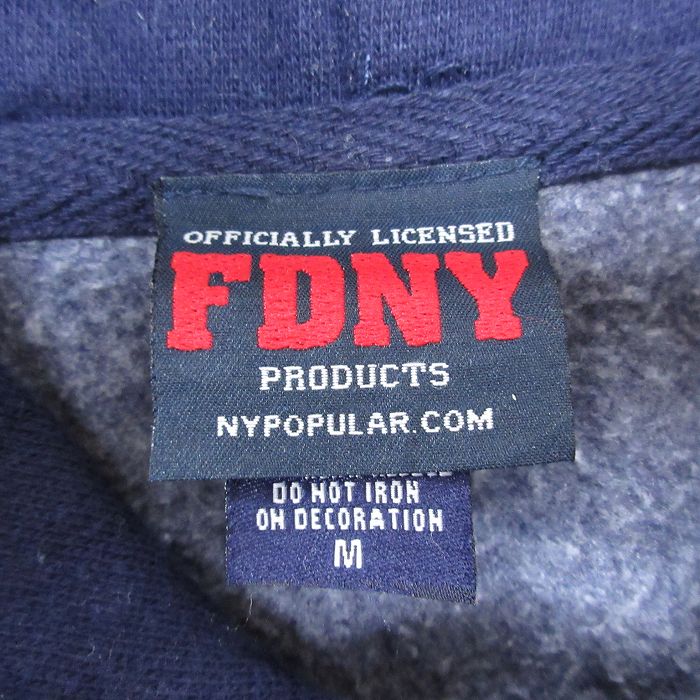 OFFICIALLY LICENSED
FDNY
PRODUCTS
NYPOPULAR.COM
DO NOT IRON
ON DECORATION
M